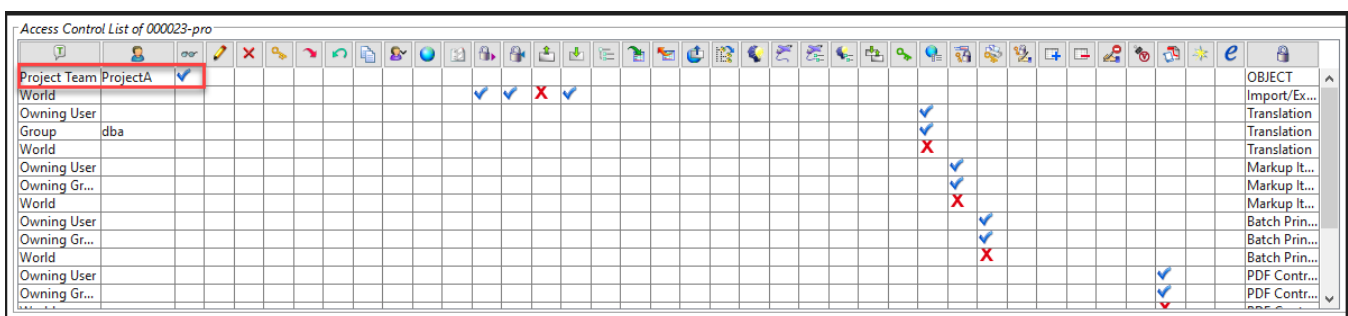 Access Control List of 000023-pro
Project Team ProjectA OBJECT
World Import/Ex...
Owning User Translation
Group dba Translation
World Translation
Owning User Markup It...
Owning Gr... Markup It...
World Markup It...
Owning User Batch Prin...
Owning Gr... Batch Prin...
World Batch Prin...
Owning User PDF Contr...
Owning Gr... PDF Contr...